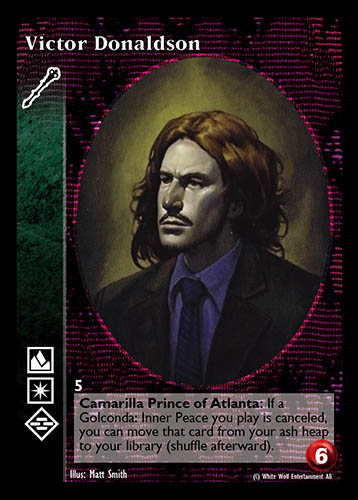 Victor Donaldson
5
Camarilla Prince of Atlanta: If a
Golconda: Inner Peace you play is canceled,
you can move that card from your ash heap
to your library (shuffle afterward).
6
Illus: Matt Smith
(C) White Wolf Entertainment AB